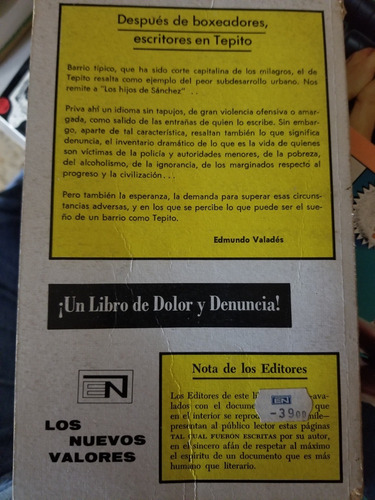 Después de boxeadores,
escritores en Tepito
Barrio típico, que ha sido corte capitalina de los milagros, el de
Tepito resalta como ejemplo del peor subdesarrollo urbano. Nos
remite a "Los hijos de Sánchez" . .
Priva ahí un idioma sin tapujos, de gran violencia ofensiva o amar-
gada, como salido de las entrañas de quien lo escribe. Sin embar-
go, aparte de tal característica, resaltan también lo que significa
denuncia, el inventario dramático de lo que es la vida de quienes
son víctimas de la policía y autoridades menores, de la pobreza,
del alcoholismo, de la ignorancia, de los marginados respecto al
progreso y la civilización. . .
Pero también la esperanza, la demanda para superar esas circuns-
tancias adversas, y en los que se percibe lo que puede ser el sue-
ño de un barrio como Tepito.
Edmundo Valadés
¡Un Libro de Dolor y Denuncia!
EN
LOS
NUEVOS
VALORES
Nota de los Editores
Los Editores de este ava-
lados con el documen que
en el interior se repro mile—
presentan al público lector estas páginas
TAL CUAL FUERON ESCRITAS por su autor,
en el sincero afán de respetar al máximo
el espíritu de un documento que es más
humano que literario.
EN
-3900